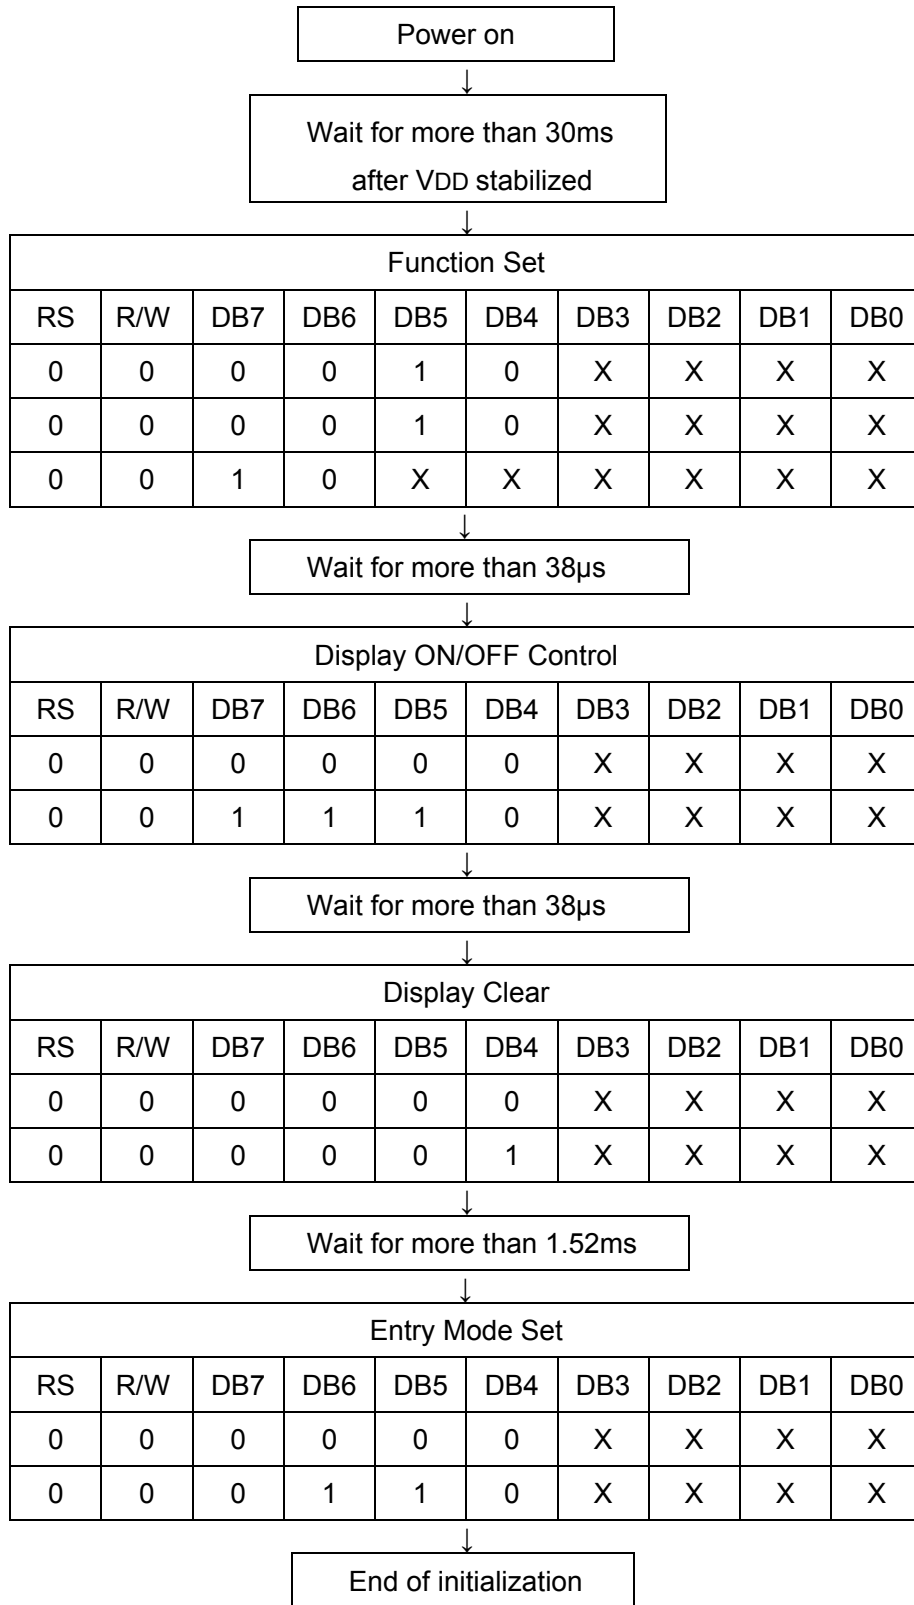 Power on
↓
Wait for more than 30ms
after VDD stabilized
↓
Function Set
RS R/W DB7 DB6 DB5 DB4 DB3 DB2 DB1 DB0
0 0 0 0 1 0 X X X X
0 0 0 0 1 0 X X X X
0 0 1 0 X X X X X X
↓
Wait for more than 38µs
↓
Display ON/OFF Control
RS R/W DB7 DB6 DB5 DB4 DB3 DB2 DB1 DB0
0 0 0 0 0 0 X X X X
0 0 1 1 1 0 X X X X
↓
Wait for more than 38µs
↓
Display Clear
RS R/W DB7 DB6 DB5 DB4 DB3 DB2 DB1 DB0
0 0 0 0 0 0 X X X X
0 0 0 0 0 1 X X X X
↓
Wait for more than 1.52ms
↓
Entry Mode Set
RS R/W DB7 DB6 DB5 DB4 DB3 DB2 DB1 DB0
0 0 0 0 0 0 X X X X
0 0 0 1 1 0 X X X X
↓
End of initialization